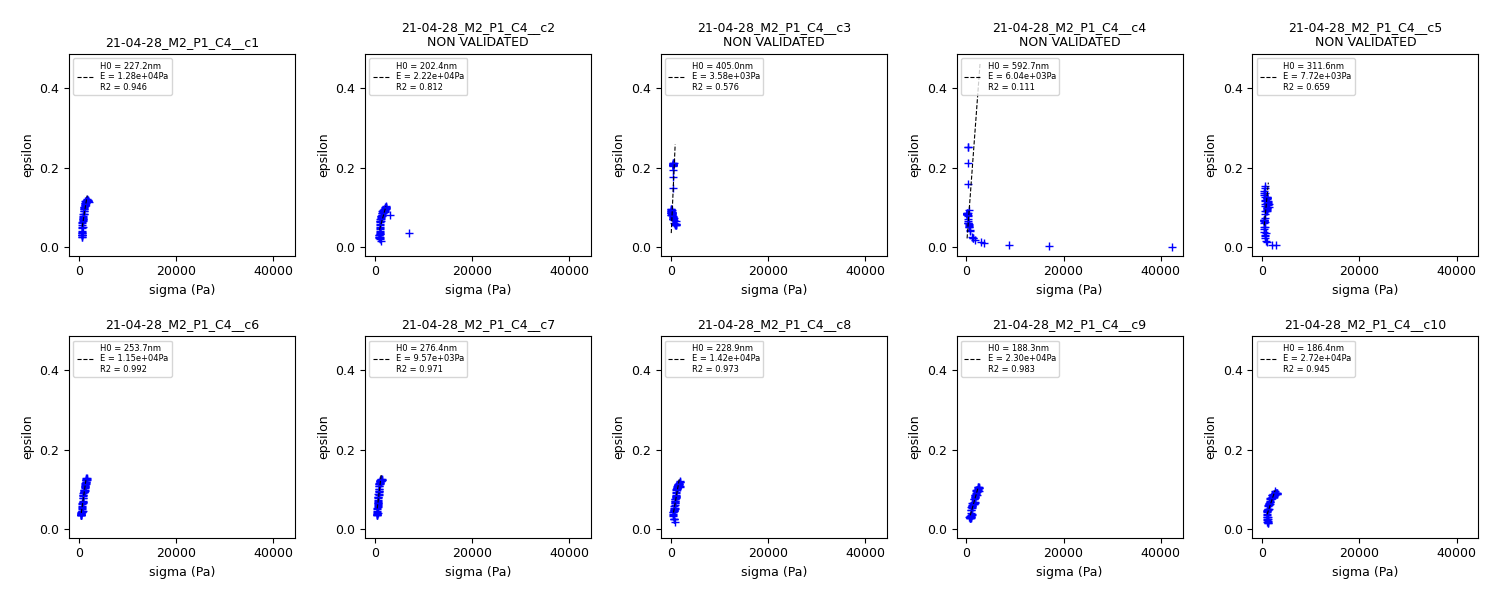 21-04-28_M2_P1_C4__c1
H0 = 227.2nm
E = 1.28e+04Pa
R2 = 0.946
epsilon
0.4
0.2
0.0
0 20000 40000
sigma (Pa)
21-04-28_M2_P1_C4__c2
NON VALIDATED
H0 = 202.4nm
E = 2.22e+04Pa
R2 = 0.812
epsilon
0.4
0.2
0.0
0 20000 40000
sigma (Pa)
21-04-28_M2_P1_C4__c3
NON VALIDATED
H0 = 405.0nm
E = 3.58e+03Pa
R2 = 0.576
epsilon
0.4
0.2
0.0
0 20000 40000
sigma (Pa)
21-04-28_M2_P1_C4__c4
NON VALIDATED
H0 = 592.7nm
E = 6.04e+03Pa
R2 = 0.111
epsilon
0.4
0.2
0.0
0 20000 40000
sigma (Pa)
21-04-28_M2_P1_C4__c5
NON VALIDATED
H0 = 311.6nm
E = 7.72e+03Pa
R2 = 0.659
epsilon
0.4
0.2
0.0
0 20000 40000
sigma (Pa)
21-04-28_M2_P1_C4__c6
H0 = 253.7nm
E = 1.15e+04Pa
R2 = 0.992
epsilon
0.4
0.2
0.0
0 20000 40000
sigma (Pa)
21-04-28_M2_P1_C4__c7
H0 = 276.4nm
E = 9.57e+03Pa
R2 = 0.971
epsilon
0.4
0.2
0.0
0 20000 40000
sigma (Pa)
21-04-28_M2_P1_C4__c8
H0 = 228.9nm
E = 1.42e+04Pa
R2 = 0.973
epsilon
0.4
0.2
0.0
0 20000 40000
sigma (Pa)
21-04-28_M2_P1_C4__c9
H0 = 188.3nm
E = 2.30e+04Pa
R2 = 0.983
epsilon
0.4
0.2
0.0
0 20000 40000
sigma (Pa)
21-04-28_M2_P1_C4__c10
H0 = 186.4nm
E = 2.72e+04Pa
R2 = 0.945
epsilon
0.4
0.2
0.0
0 20000 40000
sigma (Pa)